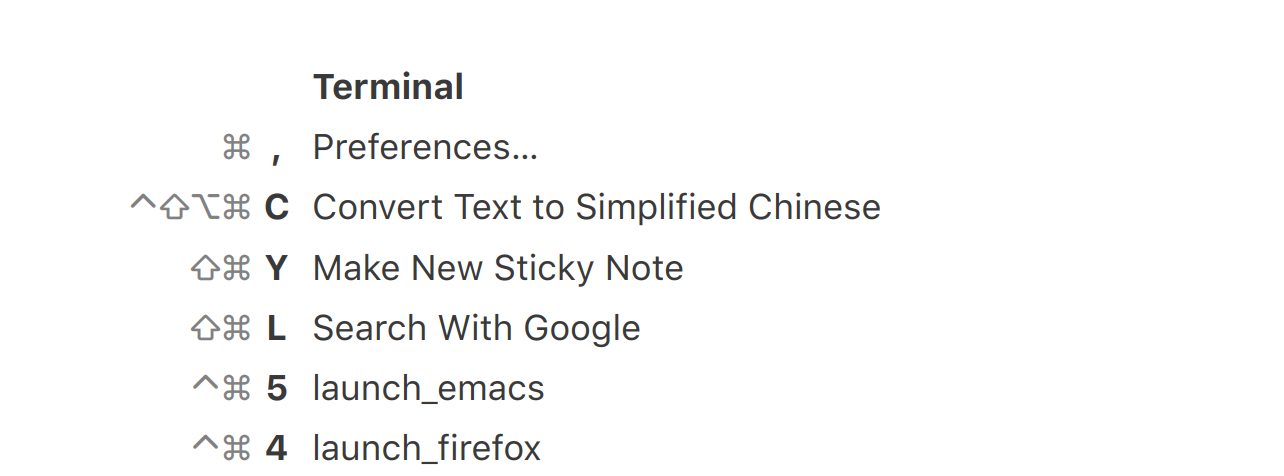 Terminal
⌘ , Preferences...
^⇧⌥⌘ C Convert Text to Simplified Chinese
⇧⌘ Y Make New Sticky Note
⇧⌘ L Search With Google
^⌘ 5 launch_emacs
^⌘ 4 launch_firefox